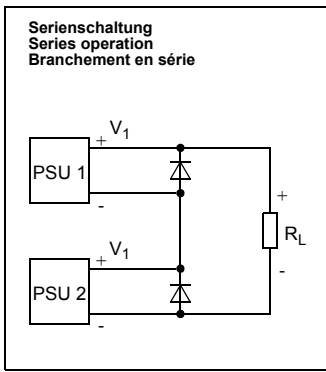 Serienschaltung
Series operation
Branchement en série
+ V1
PSU 1
-
+
RL
-
+ V1
PSU 2
-